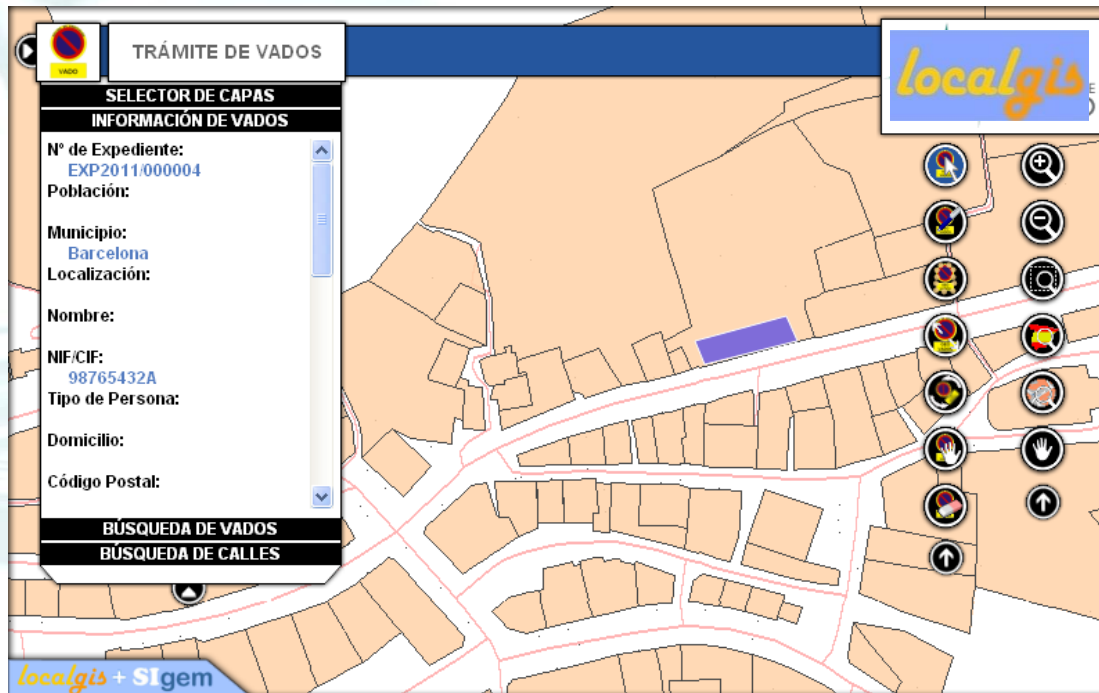 VADO
TRÁMITE DE VADOS
localgis
SELECTOR DE CAPAS
INFORMACIÓN DE VADOS
Nº de Expediente:
EXP2011/000004
Población:
Municipio:
Barcelona
Localización:
Nombre:
NIF/CIF:
98765432A
Tipo de Persona:
Domicilio:
Código Postal:
BÚSQUEDA DE VADOS
BÚSQUEDA DE CALLES
localgis + SIgem